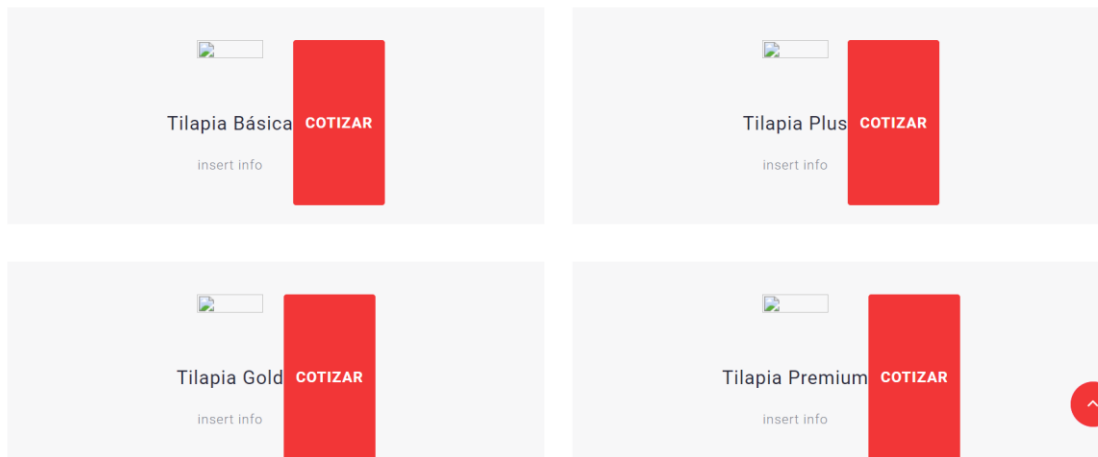 Tilapia Básica
COTIZAR
insert info
Tilapia Plus
COTIZAR
insert info
Tilapia Gold
COTIZAR
insert info
Tilapia Premium
COTIZAR
insert info